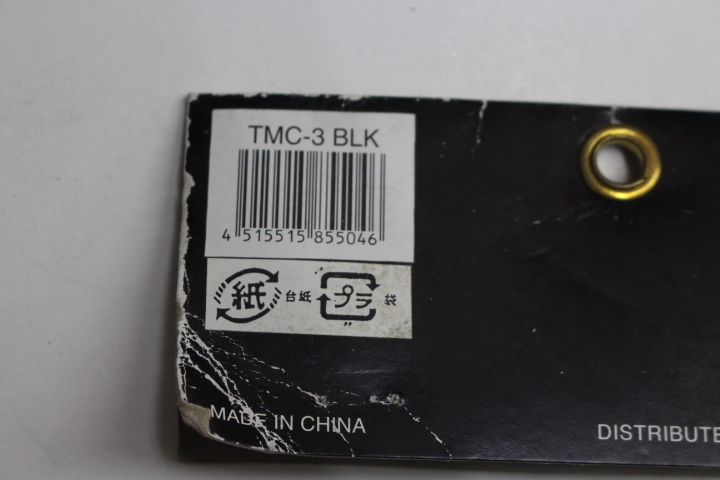 TMC-3 BLK
4 515515 855046
紙 台紙 プラ 袋
MADE IN CHINA
DISTRIBUTE